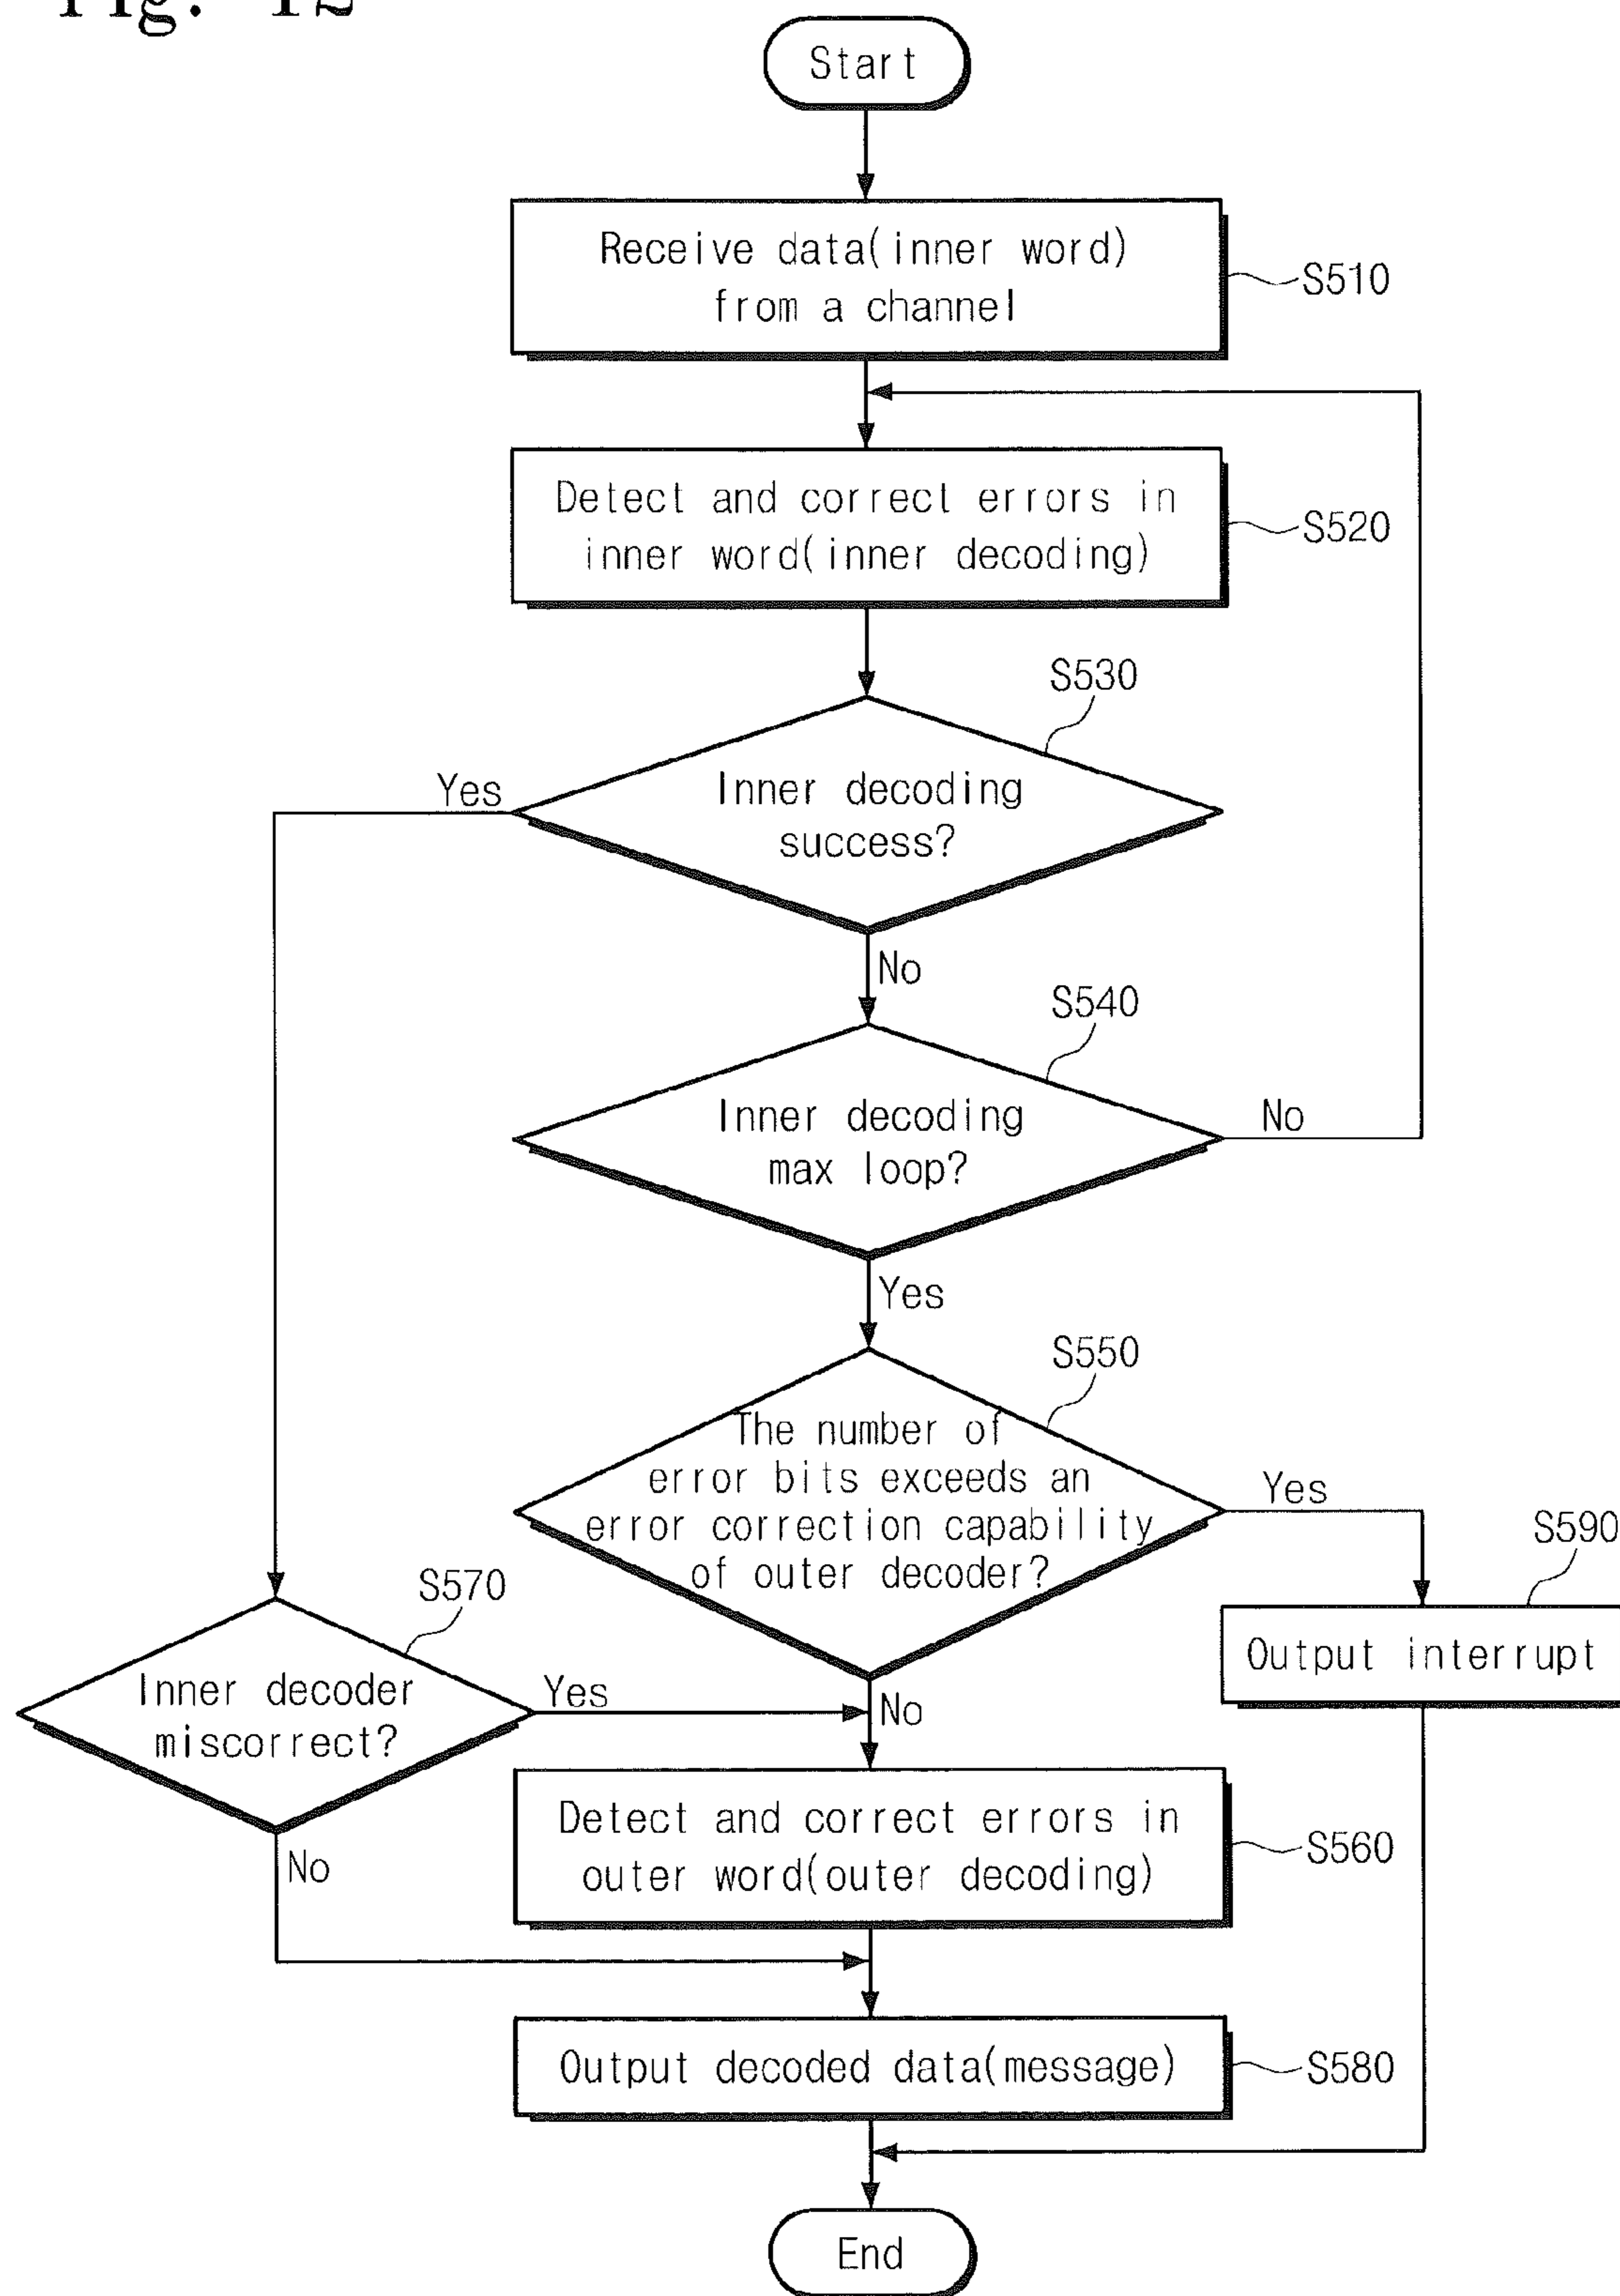 Fig. 12
Start
Receive data(inner word)
from a channel
S510
Detect and correct errors in
inner word(inner decoding)
S520
S530
Yes
Inner decoding
success?
No
S540
Inner decoding
max loop?
No
Yes
S550
The number of
error bits exceeds an
error correction capability
of outer decoder?
Yes
S590
Output interrupt
S570
Inner decoder
miscorrect?
Yes
No
No
Detect and correct errors in
outer word(outer decoding)
S560
Output decoded data(message)
S580
End